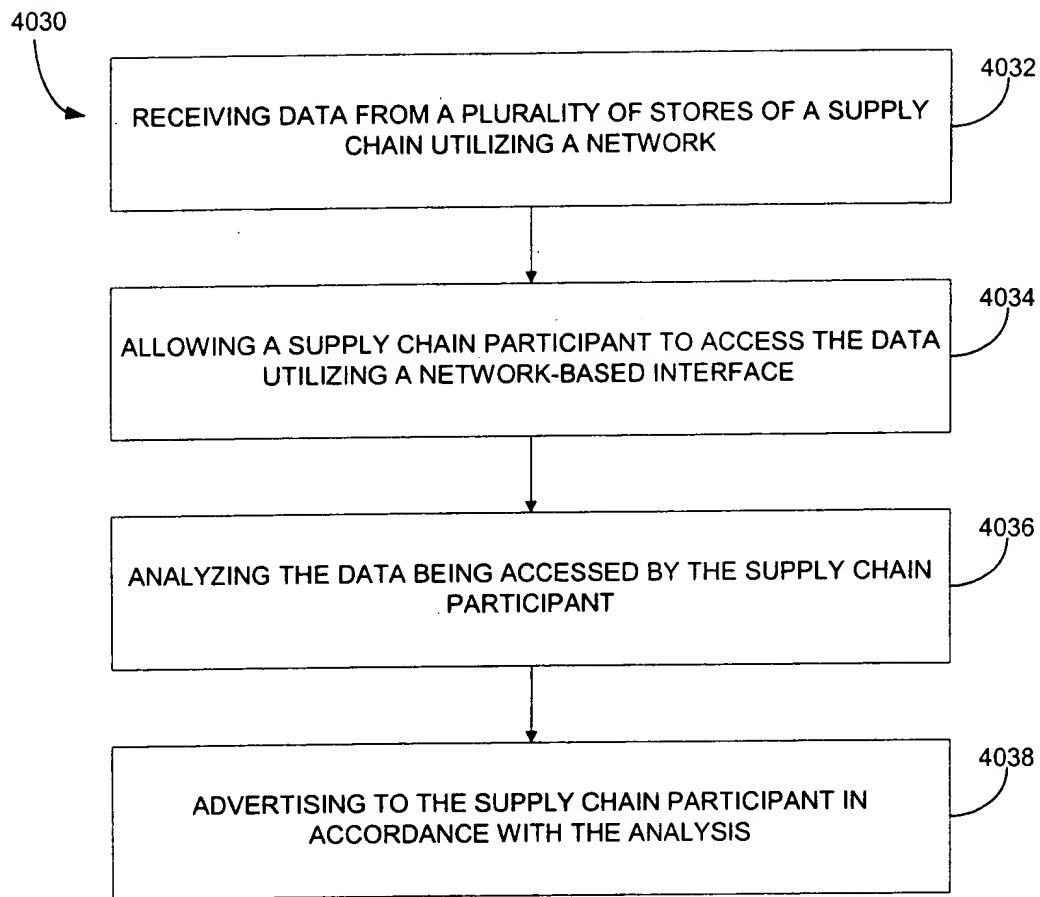 4030
4032
RECEIVING DATA FROM A PLURALITY OF STORES OF A SUPPLY
CHAIN UTILIZING A NETWORK
4034
ALLOWING A SUPPLY CHAIN PARTICIPANT TO ACCESS THE DATA
UTILIZING A NETWORK-BASED INTERFACE
4036
ANALYZING THE DATA BEING ACCESSED BY THE SUPPLY CHAIN
PARTICIPANT
4038
ADVERTISING TO THE SUPPLY CHAIN PARTICIPANT IN
ACCORDANCE WITH THE ANALYSIS